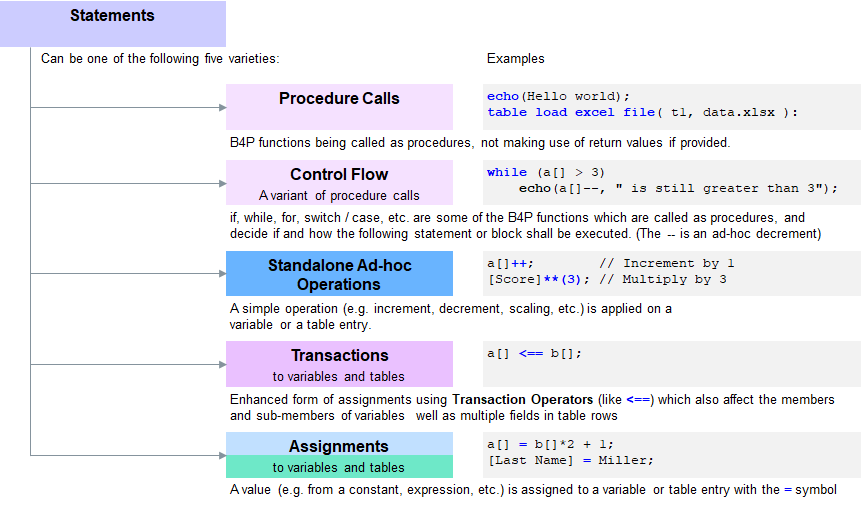 Statements
Can be one of the following five varieties:
Examples
Procedure Calls
echo(Hello world);
table load excel file( tl, data.xlsx ):
B4P functions being called as procedures, not making use of return values if provided.
Control Flow
A variant of procedure calls
while (a[] > 3)
echo(a[]--, " is still greater than 3");
if, while, for, switch / case, etc. are some of the B4P functions which are called as procedures, and
decide if and how the following statement or block shall be executed. (The -- is an ad-hoc decrement)
Standalone Ad-hoc
Operations
a[]++; // Increment by 1
[Score]**(3); // Multiply by 3
A simple operation (e.g. increment, decrement, scaling, etc.) is applied on a
variable or a table entry.
Transactions
to variables and tables
a[] <== b[];
Enhanced form of assignments using Transaction Operators (like <==) which also affect the members
and sub-members of variables well as multiple fields in table rows
Assignments
to variables and tables
a[] = b[]*2 + 1;
[Last Name] = Miller;
A value (e.g. from a constant, expression, etc.) is assigned to a variable or table entry with the = symbol